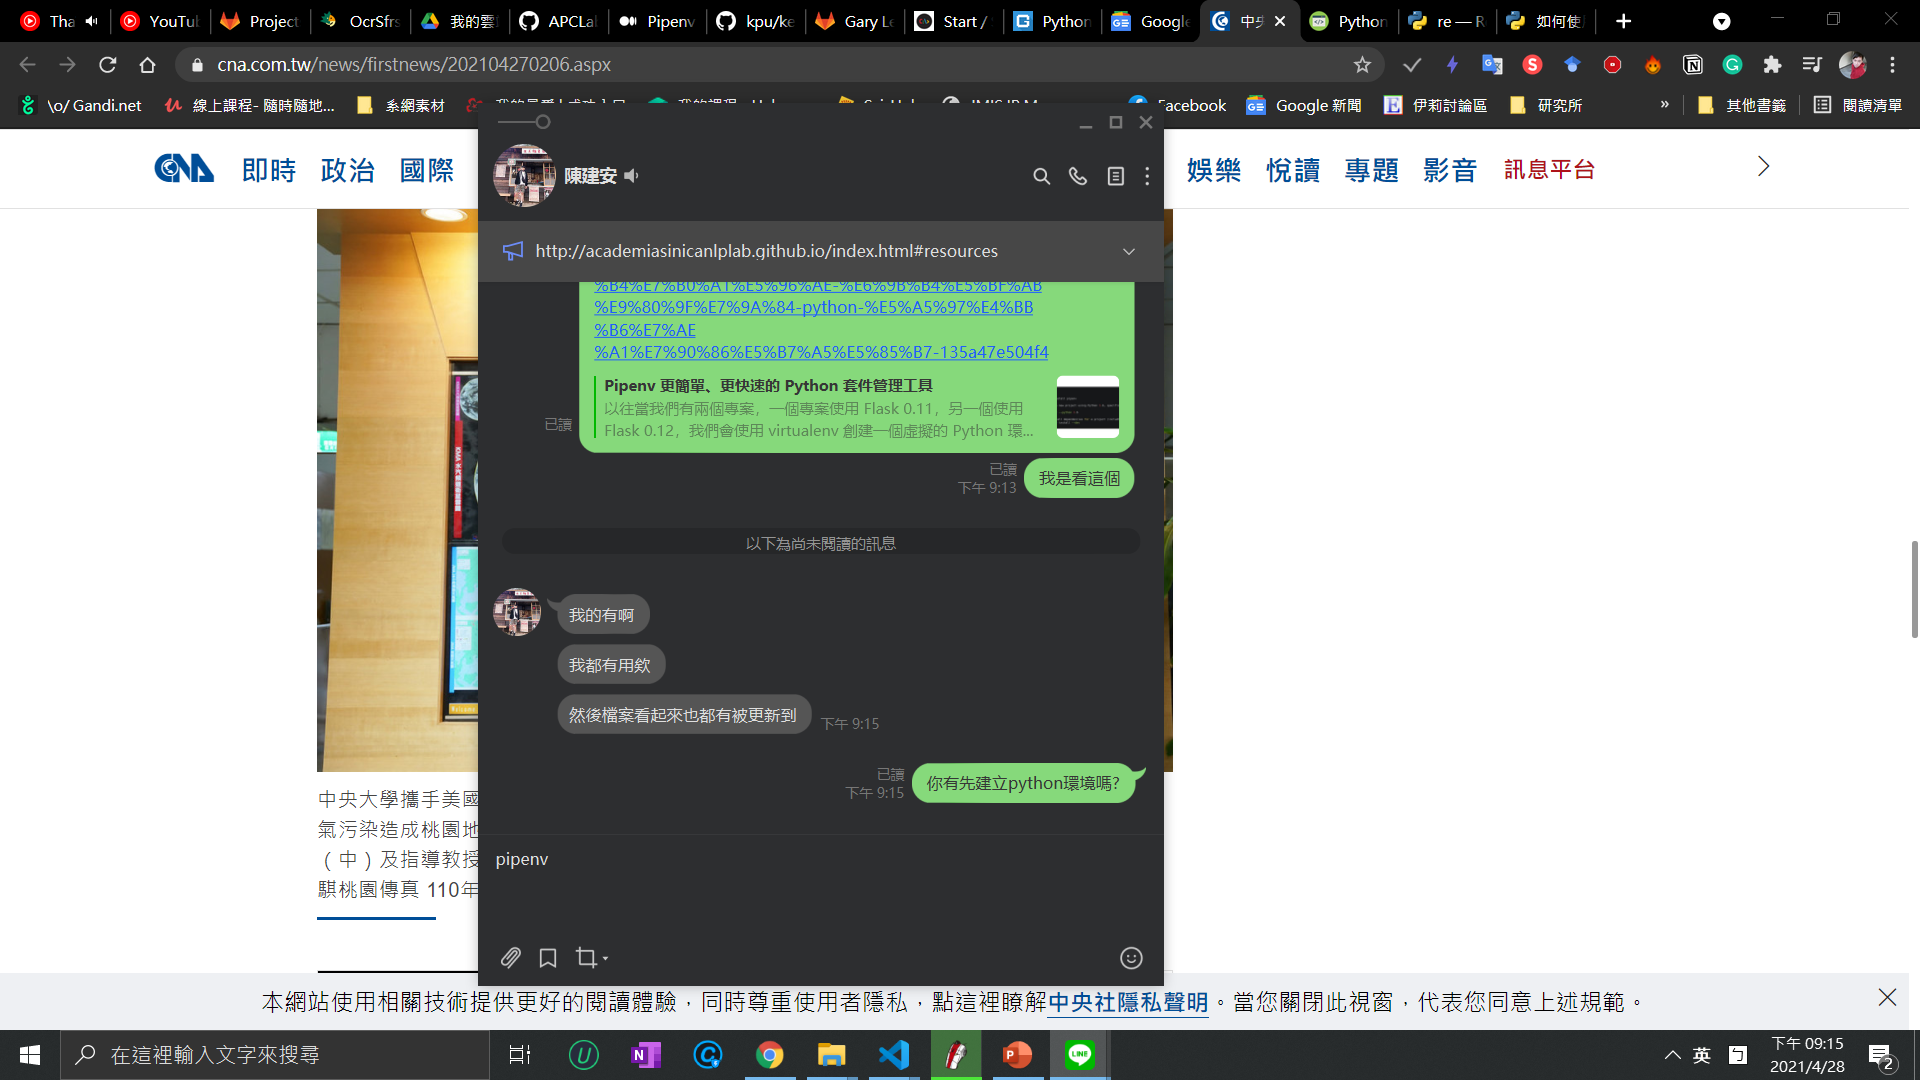 Tha
YouTub
Project
OcrSfrs
我的雲
APCLal
Pipenv
kpu/ke
Gary Le
Start /
Python
Google
中央
Python
re — R
如何使用
cna.com.tw/news/firstnews/202104270206.aspx
\o/ Gandi.net
線上課程- 隨時隨地...
系網素材
Facebook
Google 新聞
伊莉討論區
研究所
»
其他書籤
閱讀清單
CNA
即時
政治
國際
娛樂
悅讀
專題
影音
訊息平台
陳建安
http://academiasinicanlplab.github.io/index.html#resources
%B4%E7%B0%A1%E5%96%AE-%E6%9B%B4%E5%BF%AB
%E9%80%9F%E7%9A%84-python-%E5%A5%97%E4%BB
%B6%E7%AE
%A1%E7%90%86%E5%B7%A5%E5%85%B7-135a47e504f4
Pipenv 更簡單、更快速的 Python 套件管理工具
以往當我們有兩個專案，一個專案使用 Flask 0.11，另一個使用
Flask 0.12，我們會使用 virtualenv 創建一個虛擬的 Python 環...
已讀
已讀
下午 9:13
我是看這個
以下為尚未閱讀的訊息
我的有啊
我都有用欸
然後檔案看起來也都有被更新到
下午 9:15
已讀
下午 9:15
你有先建立python環境嗎?
pipenv
中央大學攜手美國
氣污染造成桃園地
（中）及指導教授
騏桃園傳真 110年
本網站使用相關技術提供更好的閱讀體驗，同時尊重使用者隱私，點這裡瞭解中央社隱私聲明。當您關閉此視窗，代表您同意上述規範。
在這裡輸入文字來搜尋
英
下午 09:15
2021/4/28
2